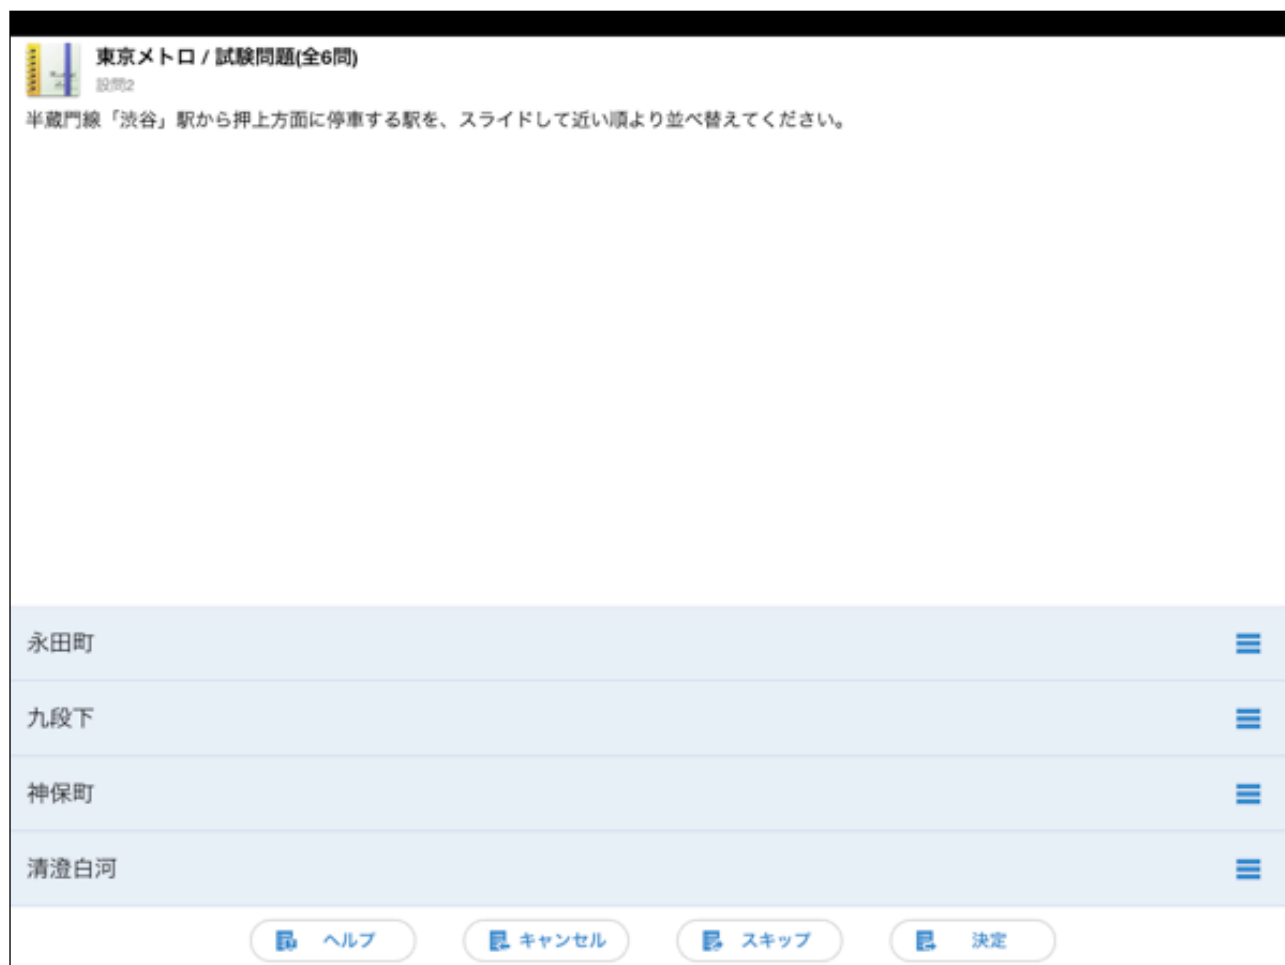 東京メトロ / 試験問題(全6問)
設問2
半蔵門線「渋谷」駅から押上方面に停車する駅を、スライドして近い順より並べ替えてください。
永田町
九段下
神保町
清澄白河
ヘルプ
キャンセル
スキップ
決定